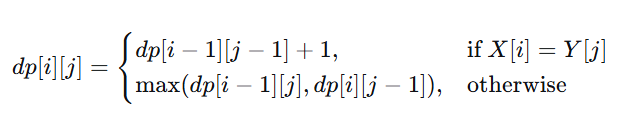 dp[i][j] = { dp[i − 1][j − 1] + 1, if X[i] = Y[j]
max(dp[i − 1][j], dp[i][j − 1]), otherwise